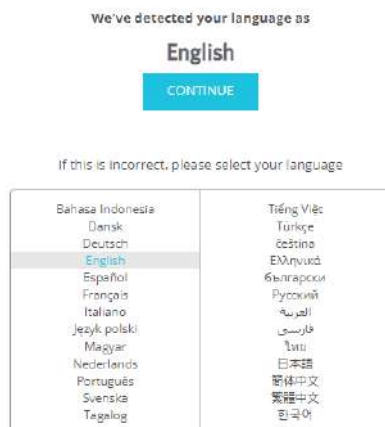 We've detected your language as
English
CONTINUE
If this is incorrect, please select your language
Bahasa Indonesia
Dansk
Deutsch
English
Español
Français
Italiano
Język polski
Magyar
Nederlands
Português
Svenska
Tagalog
Tiếng Việt
Türkçe
čeština
Ελληνικά
български
Русский
العربية
فارسی
ไทย
日本語
简体中文
繁體中文
한국어